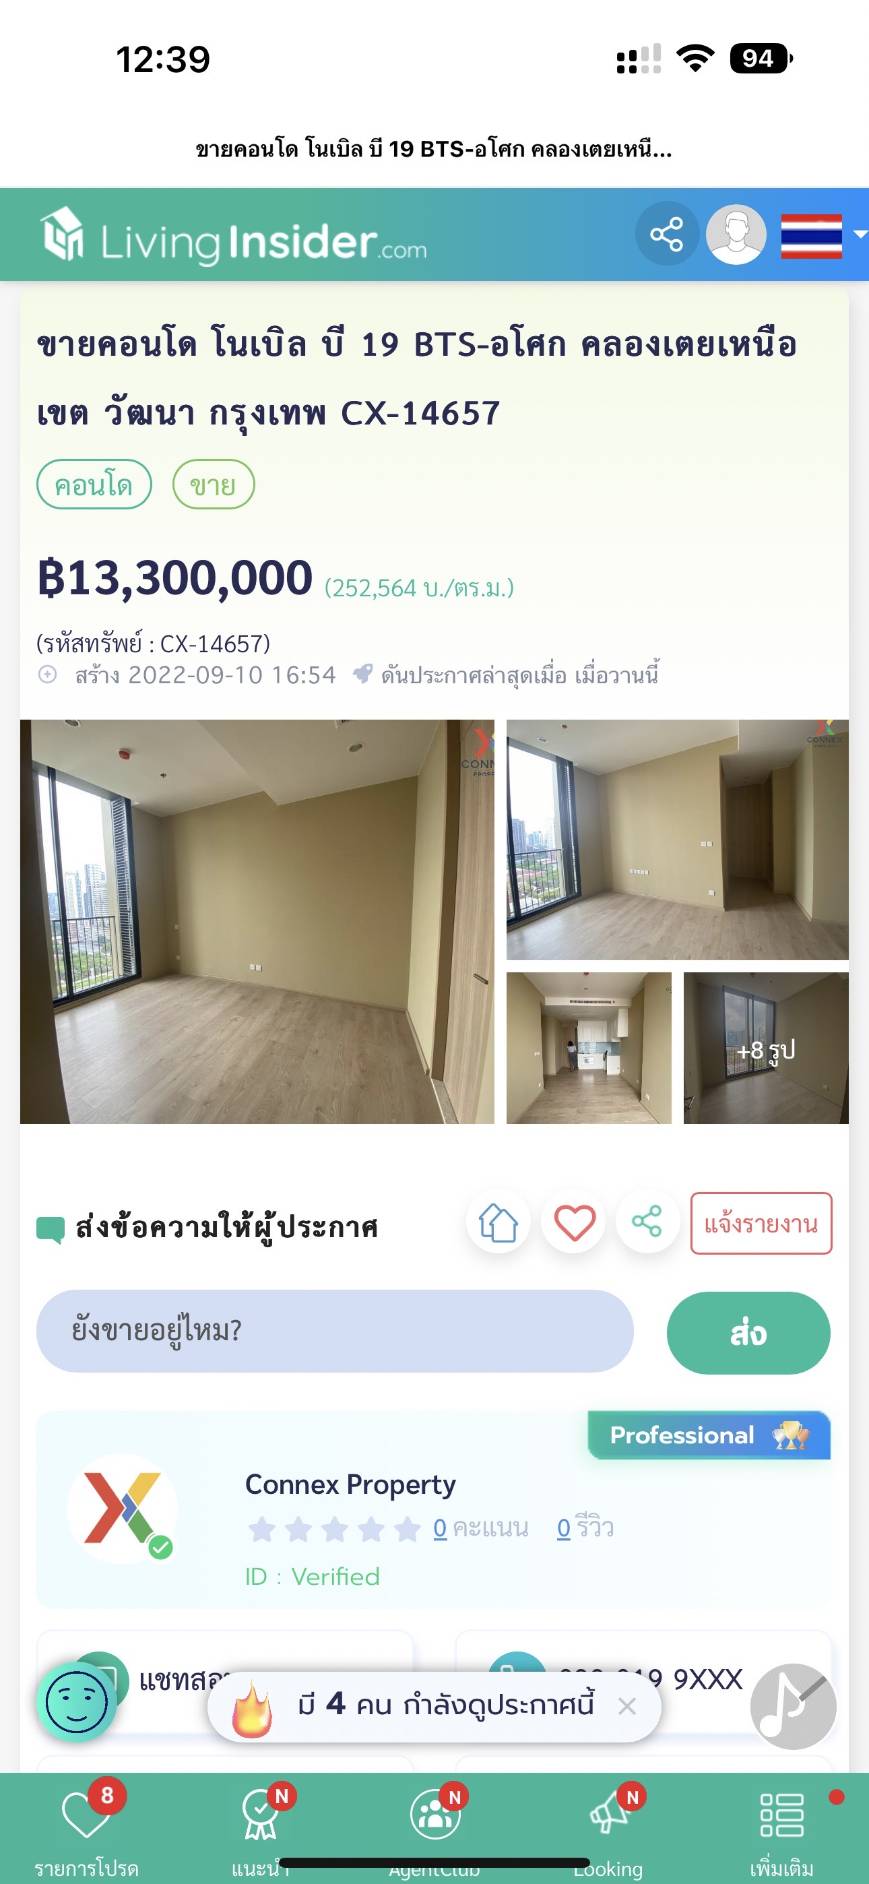 12:39
94
ขายคอนโด โนเบิล บี 19 BTS-อโศก คลองเตยเหนื...
LivingInsider.com
ขายคอนโด โนเบิล บี 19 BTS-อโศก คลองเตยเหนือ
เขต วัฒนา กรุงเทพ CX-14657
คอนโด ขาย
฿13,300,000 (252,564 บ./ตร.ม.)
(รหัสทรัพย์ : CX-14657)
สร้าง 2022-09-10 16:54 ดันประกาศล่าสุดเมื่อ เมื่อวานนี้
+8 รูป
ส่งข้อความให้ผู้ประกาศ
แจ้งรายงาน
ยังขายอยู่ไหม?
ส่ง
Professional
Connex Property
0 คะแนน 0 รีวิว
ID : Verified
9XXX
มี 4 คน กำลังดูประกาศนี้
8 N N N
รายการโปรด แนะนำ AgentClub Looking เพิ่มเติม